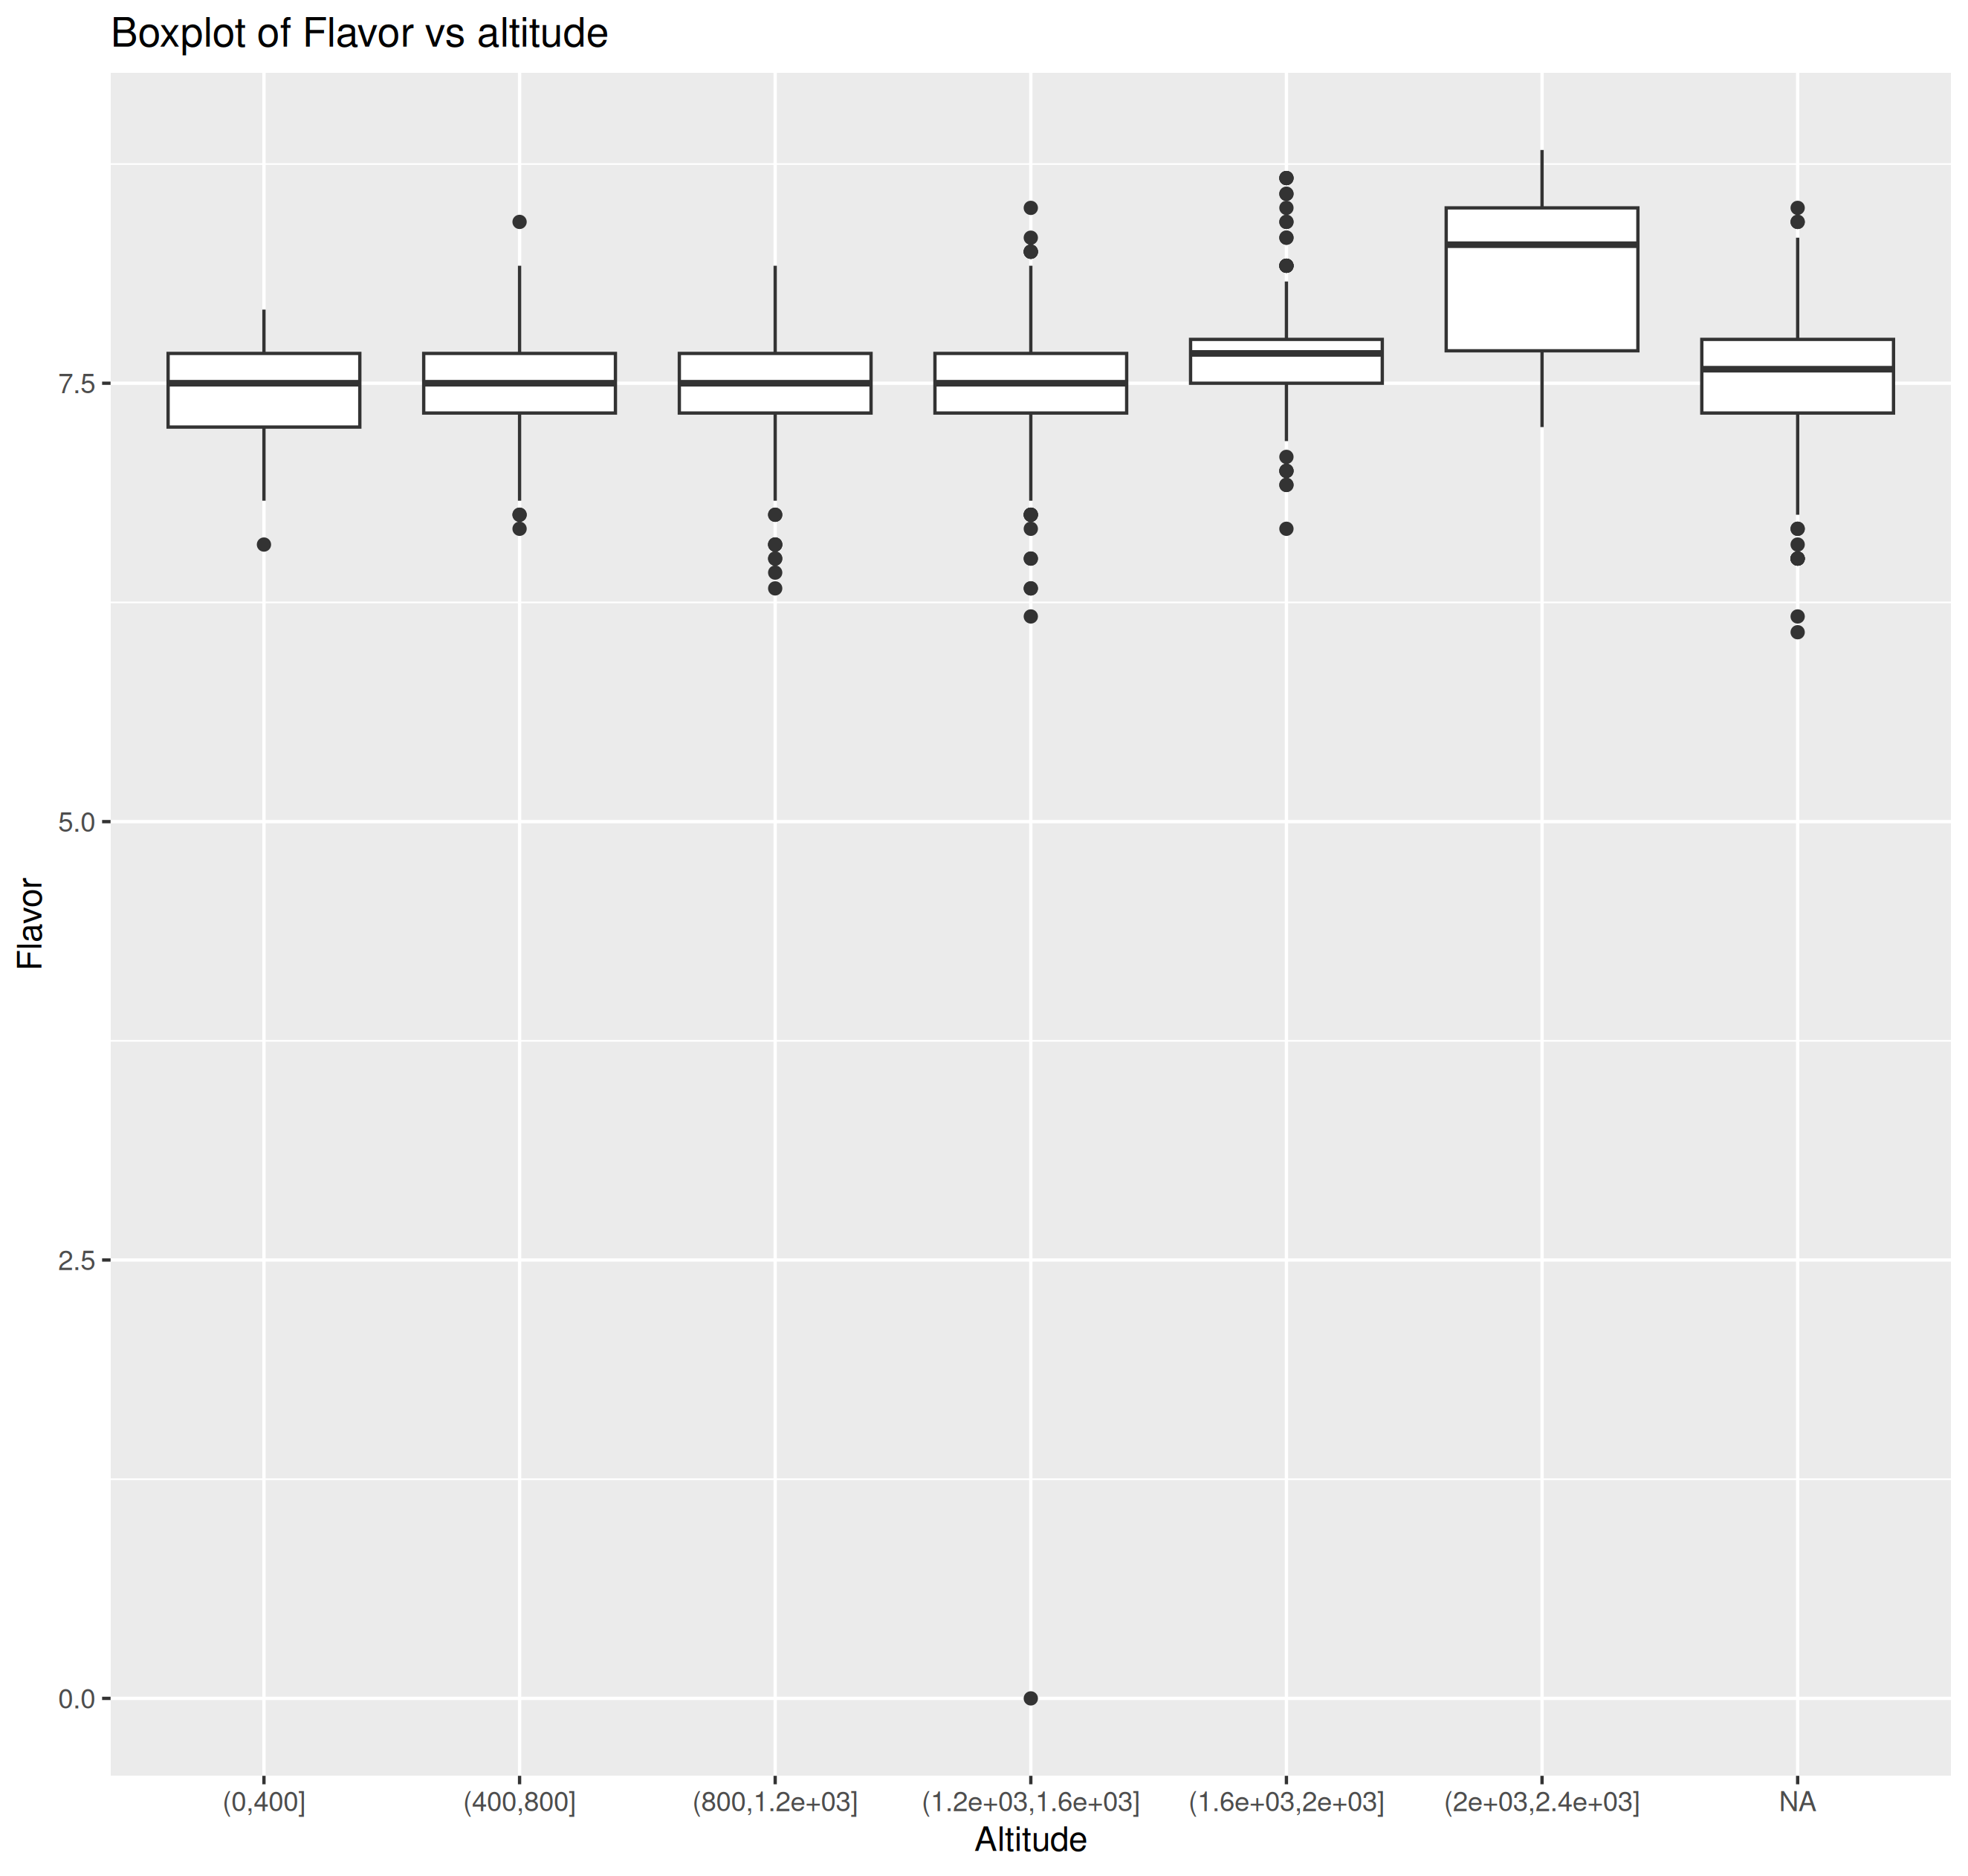 Boxplot of Flavor vs altitude
7.5
5.0
2.5
0.0
Flavor
(0,400]
(400,800]
(800,1.2e+03]
(1.2e+03,1.6e+03]
(1.6e+03,2e+03]
(2e+03,2.4e+03]
NA
Altitude